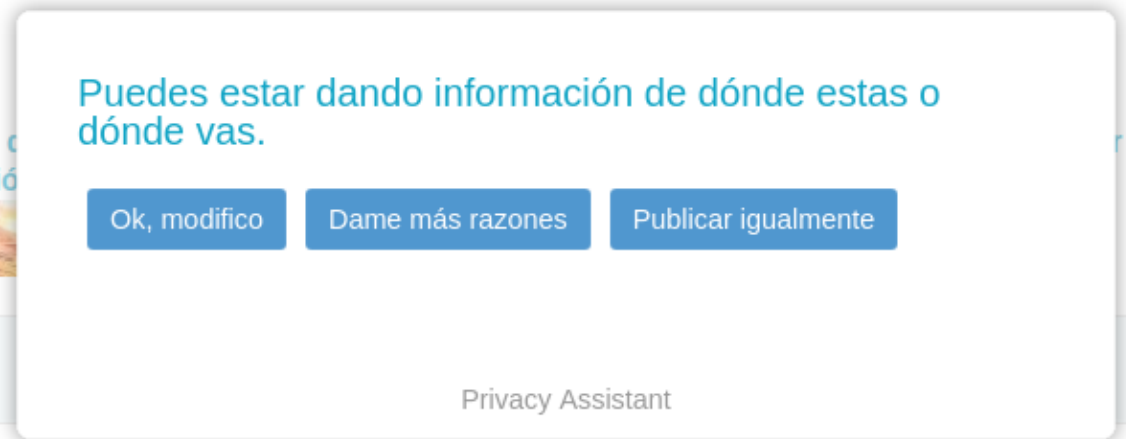 Puedes estar dando información de dónde estas o
dónde vas.
Ok, modifico
Dame más razones
Publicar igualmente
Privacy Assistant